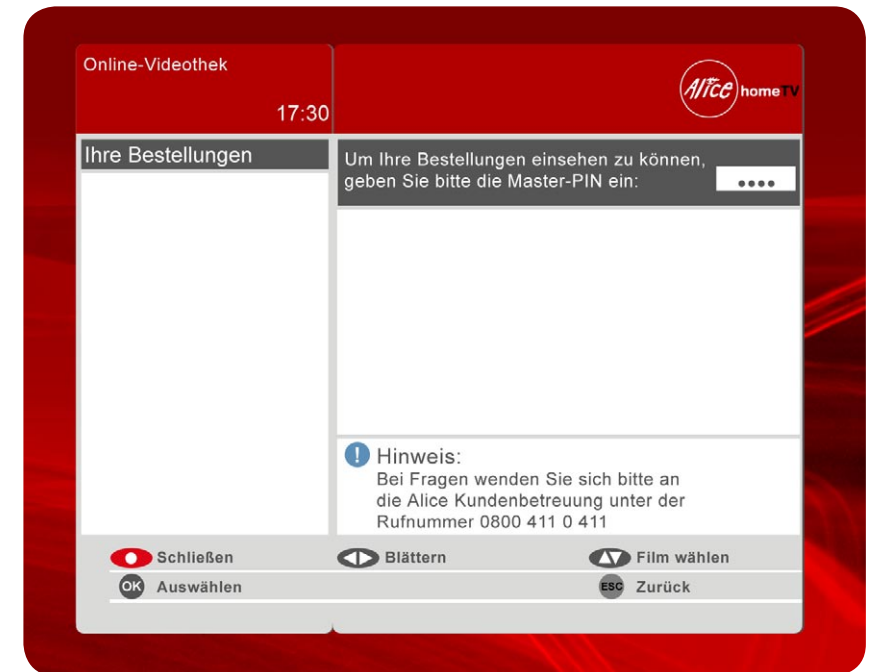 Online-Videothek
17:30
Alice homeTV
Ihre Bestellungen
Um Ihre Bestellungen einsehen zu können,
geben Sie bitte die Master-PIN ein: ••••
! Hinweis:
Bei Fragen wenden Sie sich bitte an
die Alice Kundenbetreuung unter der
Rufnummer 0800 411 0 411
Schließen Blättern Film wählen
OK Auswählen ESC Zurück